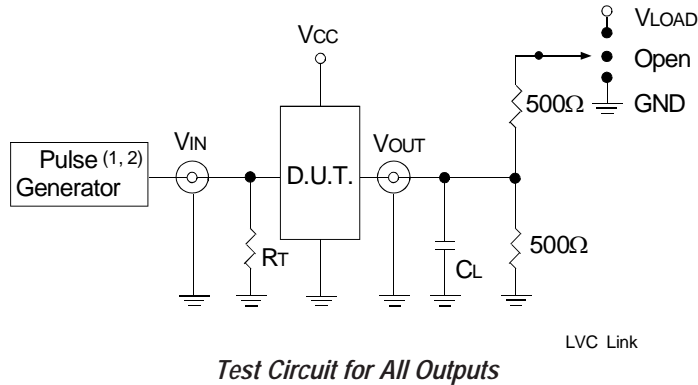 VLOAD
VCC
Open
500Ω
GND
VIN
VOUT
Pulse (1, 2)
Generator
D.U.T.
RT
CL
500Ω
LVC Link
Test Circuit for All Outputs